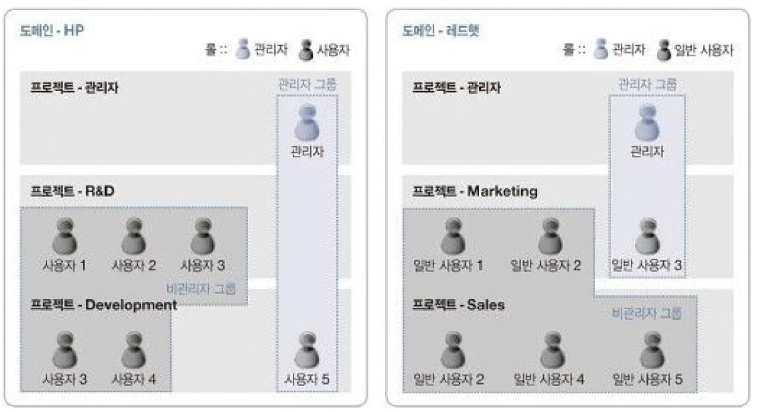 도메인 - HP
롤 :: 관리자 사용자
프로젝트 - 관리자
관리자 그룹
관리자
프로젝트 - R&D
사용자 1 사용자 2 사용자 3
비관리자 그룹
프로젝트 - Development
사용자 3 사용자 4 사용자 5
도메인 - 레드햇
롤 :: 관리자 일반 사용자
프로젝트 - 관리자
관리자 그룹
관리자
프로젝트 - Marketing
일반 사용자 1 일반 사용자 2 일반 사용자 3
프로젝트 - Sales
비관리자 그룹
일반 사용자 2 일반 사용자 4 일반 사용자 5